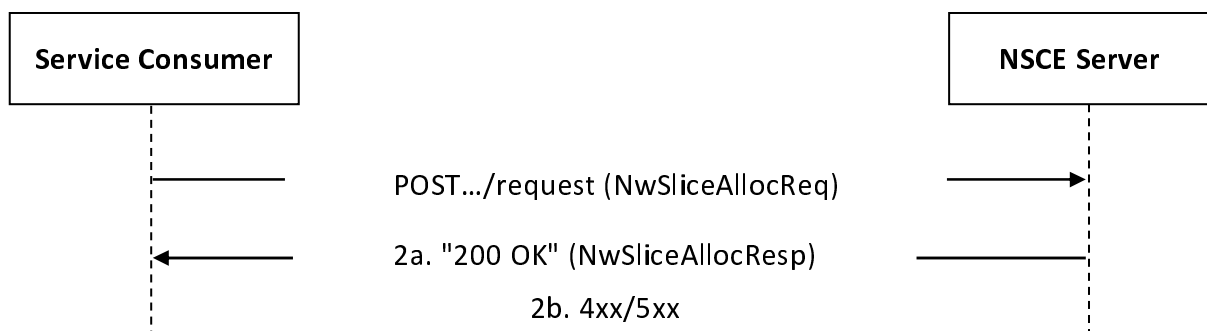 Service Consumer
NSCE Server
POST…/request (NwSliceAllocReq)
2a. "200 OK" (NwSliceAllocResp)
2b. 4xx/5xx